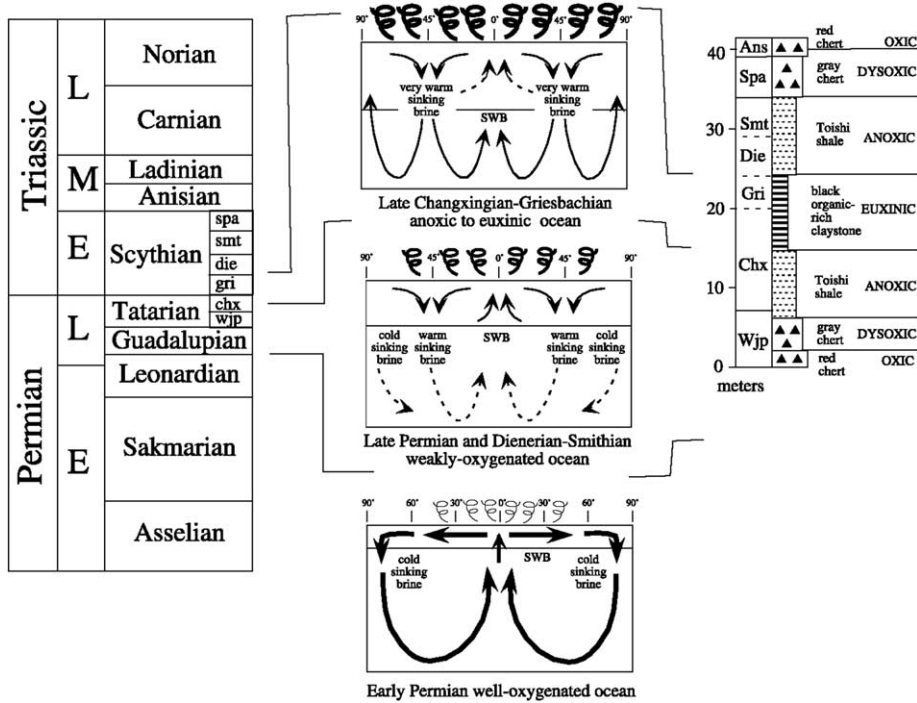 Triassic
Permian
L
M
E
L
E
Norian
Carnian
Ladinian
Anisian
Scythian
spa
smt
die
gri
Tatarian
chx
wjp
Guadalupian
Leonardian
Sakmarian
Asselian
90° 45° 0° 45° 90°
very warm
sinking
brine
very warm
sinking
brine
SWB
Late Changxingian-Griesbachian
anoxic to euxinic ocean
90° 45° 0° 45° 90°
cold
sinking
brine
warm
sinking
brine
SWB
warm
sinking
brine
cold
sinking
brine
Late Permian and Dienerian-Smithian
weakly-oxygenated ocean
90° 60° 30° 0° 30° 60° 90°
cold
sinking
brine
SWB
cold
sinking
brine
Early Permian well-oxygenated ocean
40
30
20
10
0
meters
Ans
Spa
Smt
Die
Gri
Chx
Wjp
red
chert
OXIC
gray
chert
DYSOXIC
Toishi
shale
ANOXIC
black
organic-
rich
claystone
EUXINIC
Toishi
shale
ANOXIC
gray
chert
DYSOXIC
red
chert
OXIC